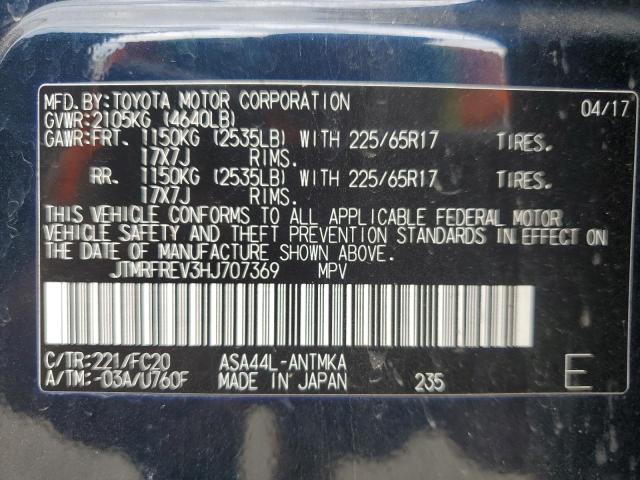 MFD.BY:TOYOTA MOTOR CORPORATION 04/17
GVWR:2105KG (4640LB)
GAWR:FRT. 1150KG (2535LB) WITH 225/65R17 TIRES.
17X7J RIMS.
RR. 1150KG (2535LB) WITH 225/65R17 TIRES.
17X7J RIMS.
THIS VEHICLE CONFORMS TO ALL APPLICABLE FEDERAL MOTOR
VEHICLE SAFETY AND THEFT PREVENTION STANDARDS IN EFFECT ON
THE DATE OF MANUFACTURE SHOWN ABOVE.
JTMRFREV3HJ707369 MPV
C/TR:221/FC20 ASA44L-ANTMKA
A/TM:-03A/U760F MADE IN JAPAN 235 E